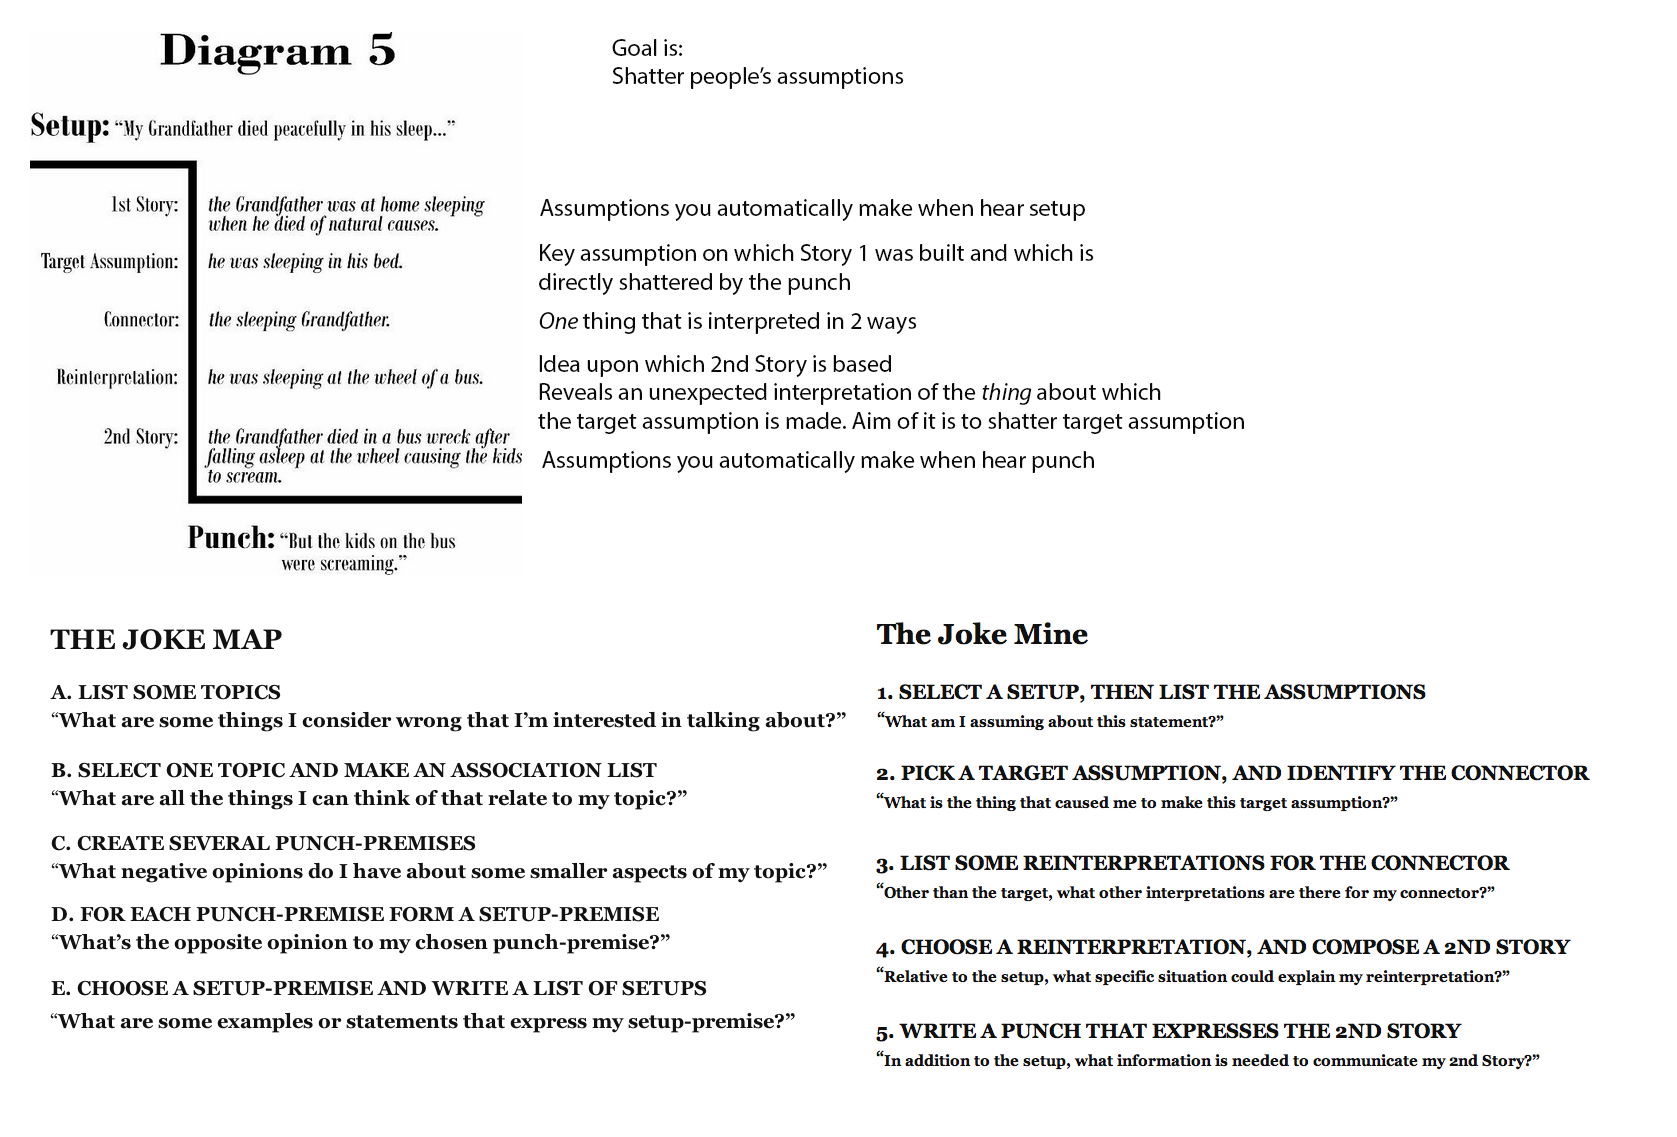 Diagram 5
Goal is:
Shatter people's assumptions
Setup: “My Grandfather died peacefully in his sleep...”
1st Story: the Grandfather was at home sleeping
when he died of natural causes.
Assumptions you automatically make when hear setup
Target Assumption: he was sleeping in his bed.
Key assumption on which Story 1 was built and which is
directly shattered by the punch
Connector: the sleeping Grandfather.
One thing that is interpreted in 2 ways
Reinterpretation: he was sleeping at the wheel of a bus.
Idea upon which 2nd Story is based
Reveals an unexpected interpretation of the thing about which
the target assumption is made. Aim of it is to shatter target assumption
2nd Story: the Grandfather died in a bus wreck after
falling asleep at the wheel causing the kids
to scream.
Assumptions you automatically make when hear punch
Punch: “But the kids on the bus
were screaming.”
THE JOKE MAP
A. LIST SOME TOPICS
“What are some things I consider wrong that I’m interested in talking about?”
B. SELECT ONE TOPIC AND MAKE AN ASSOCIATION LIST
“What are all the things I can think of that relate to my topic?”
C. CREATE SEVERAL PUNCH-PREMISES
“What negative opinions do I have about some smaller aspects of my topic?”
D. FOR EACH PUNCH-PREMISE FORM A SETUP-PREMISE
“What’s the opposite opinion to my chosen punch-premise?”
E. CHOOSE A SETUP-PREMISE AND WRITE A LIST OF SETUPS
“What are some examples or statements that express my setup-premise?”
The Joke Mine
1. SELECT A SETUP, THEN LIST THE ASSUMPTIONS
“What am I assuming about this statement?”
2. PICK A TARGET ASSUMPTION, AND IDENTIFY THE CONNECTOR
“What is the thing that caused me to make this target assumption?”
3. LIST SOME REINTERPRETATIONS FOR THE CONNECTOR
“Other than the target, what other interpretations are there for my connector?”
4. CHOOSE A REINTERPRETATION, AND COMPOSE A 2ND STORY
“Relative to the setup, what specific situation could explain my reinterpretation?”
5. WRITE A PUNCH THAT EXPRESSES THE 2ND STORY
“In addition to the setup, what information is needed to communicate my 2nd Story?”